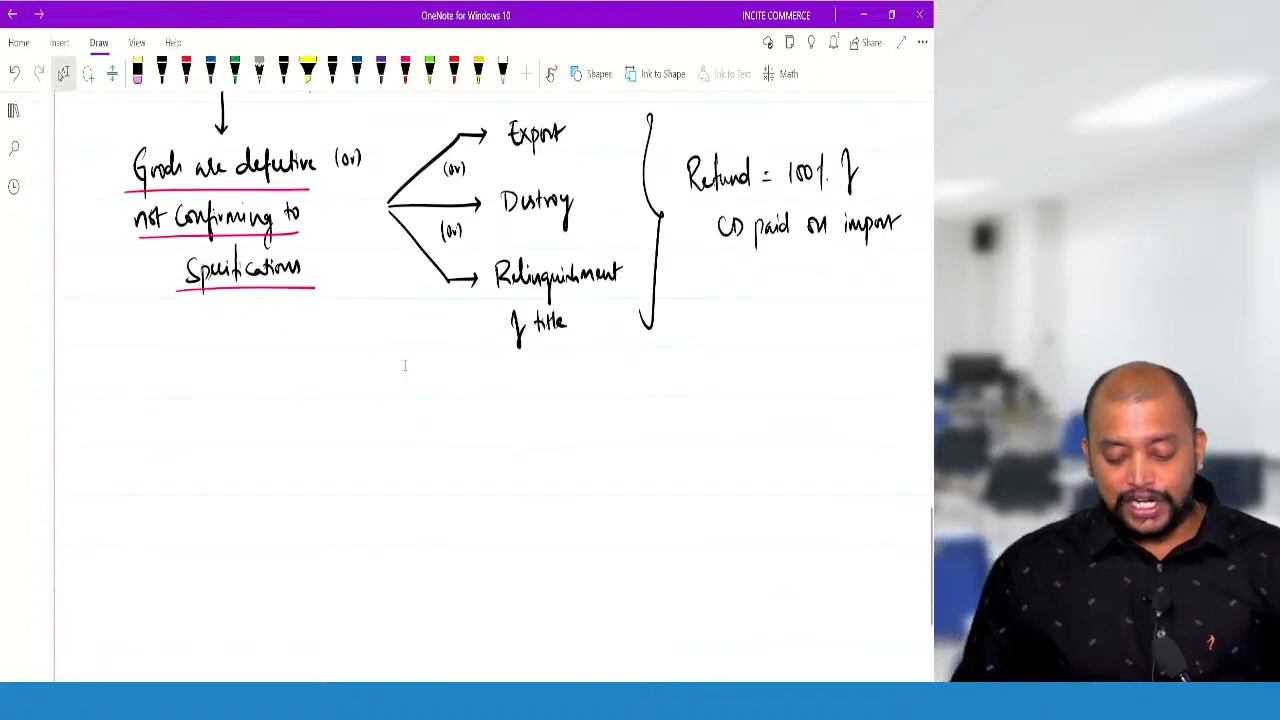 OneNote for Windows 10
INCITE COMMERCE
Home Insert Draw View Help
Share
Shapes Ink to Shape Ink to Text Math
Goods are defective (or)
not confirming to
Specifications
Export
(or)
Destroy
(or)
Relinquishment
of title
Refund = 100% of
CD paid on import